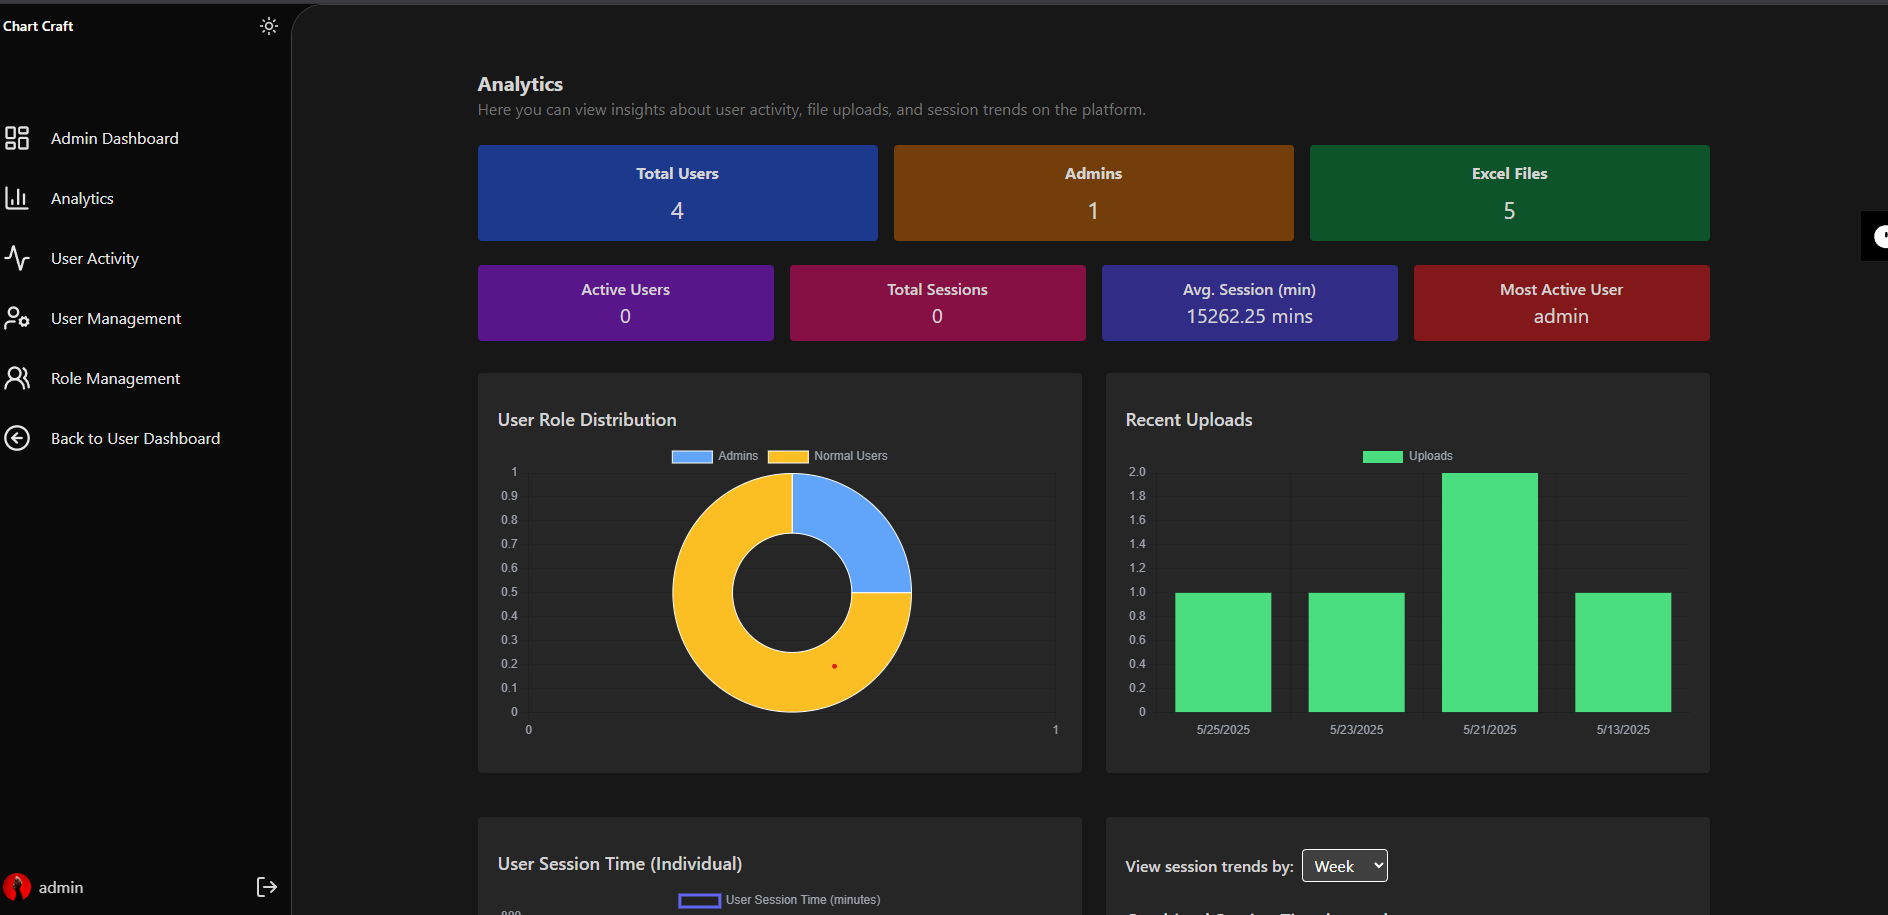 Chart Craft
Admin Dashboard
Analytics
User Activity
User Management
Role Management
Back to User Dashboard
admin
Analytics
Here you can view insights about user activity, file uploads, and session trends on the platform.
Total Users
4
Admins
1
Excel Files
5
Active Users
0
Total Sessions
0
Avg. Session (min)
15262.25 mins
Most Active User
admin
User Role Distribution
Admins Normal Users
1
0.9
0.8
0.7
0.6
0.5
0.4
0.3
0.2
0.1
0
0 1
Recent Uploads
Uploads
2.0
1.8
1.6
1.4
1.2
1.0
0.8
0.6
0.4
0.2
0
5/25/2025 5/23/2025 5/21/2025 5/13/2025
User Session Time (Individual)
User Session Time (minutes)
View session trends by: Week